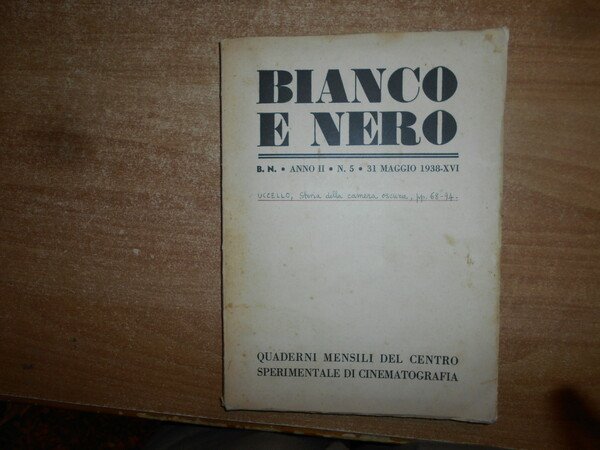 BIANCO
E NERO
B. N. • ANNO II • N. 5 • 31 MAGGIO 1938-XVI
UCCELLO, Storia della camera oscura, pp. 68-94.
QUADERNI MENSILI DEL CENTRO
SPERIMENTALE DI CINEMATOGRAFIA